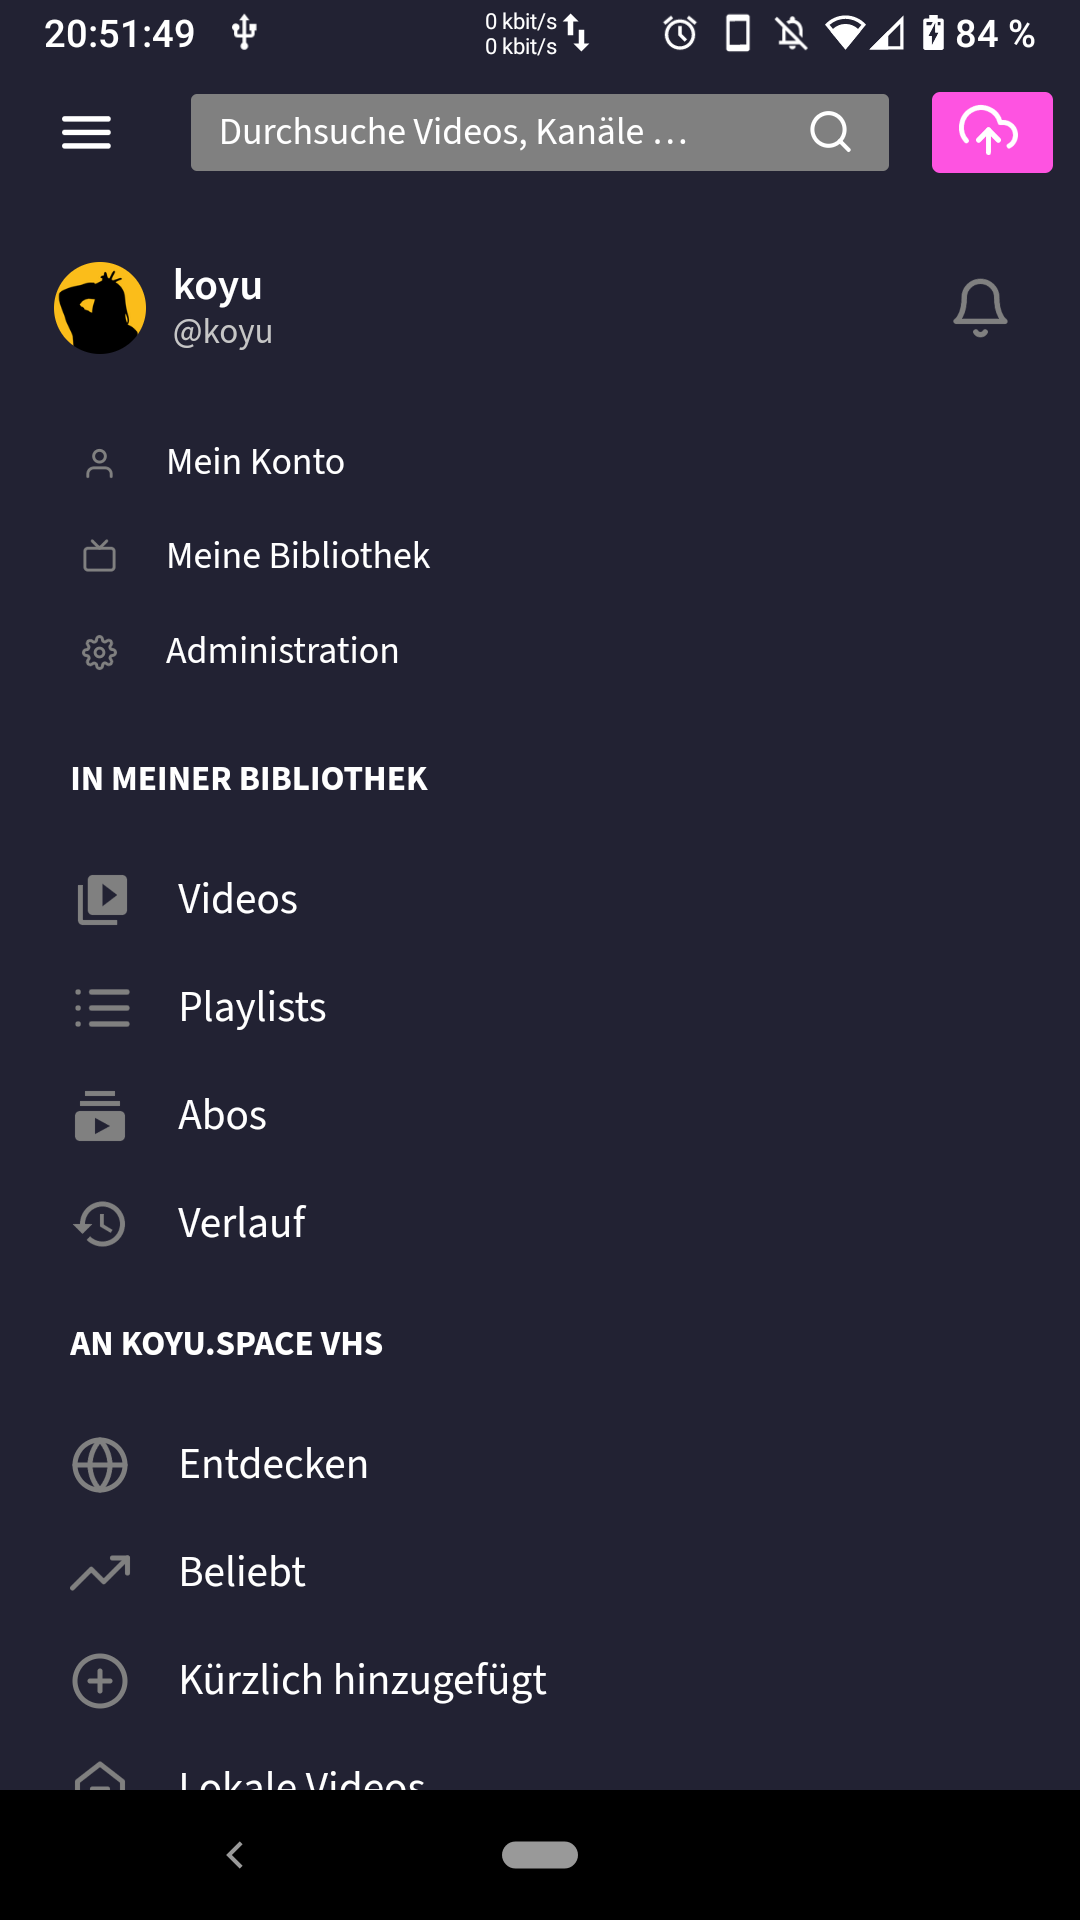 20:51:49 0 kbit/s 84 %
0 kbit/s
Durchsuche Videos, Kanäle …
koyu
@koyu
Mein Konto
Meine Bibliothek
Administration
IN MEINER BIBLIOTHEK
Videos
Playlists
Abos
Verlauf
AN KOYU.SPACE VHS
Entdecken
Beliebt
Kürzlich hinzugefügt
Lokale Videos